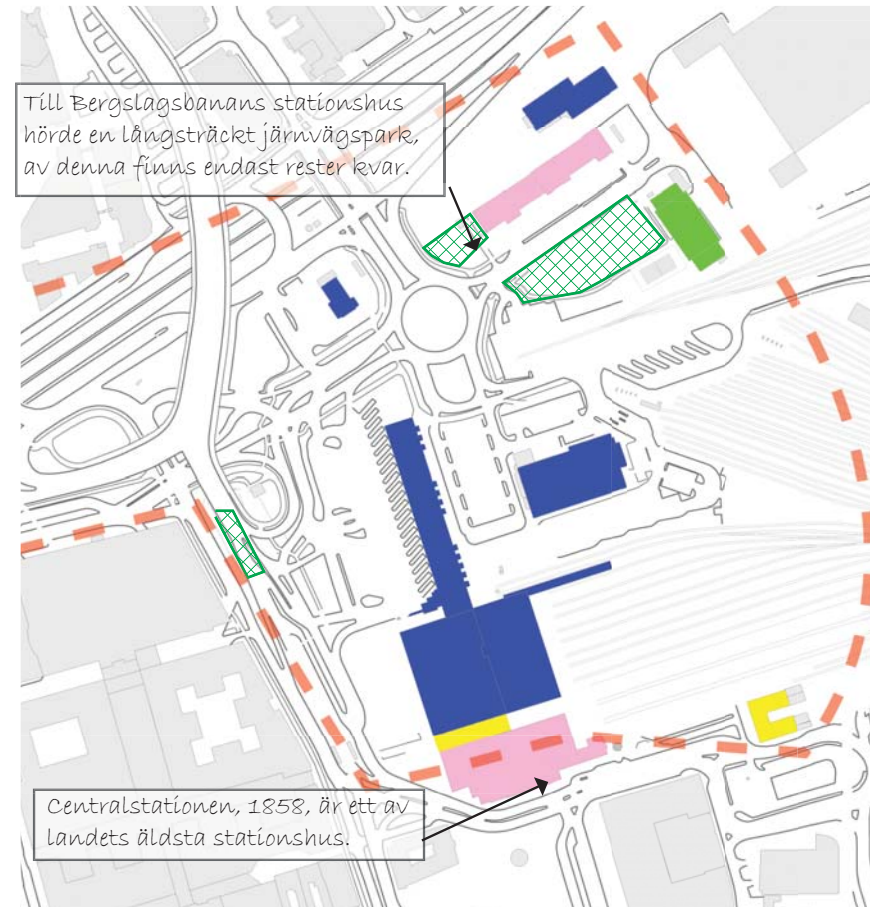 Till Bergslagsbanans stationshus
hörde en långsträckt järnvägspark,
av denna finns endast rester kvar.
Centralstationen, 1858, är ett av
landets äldsta stationshus.